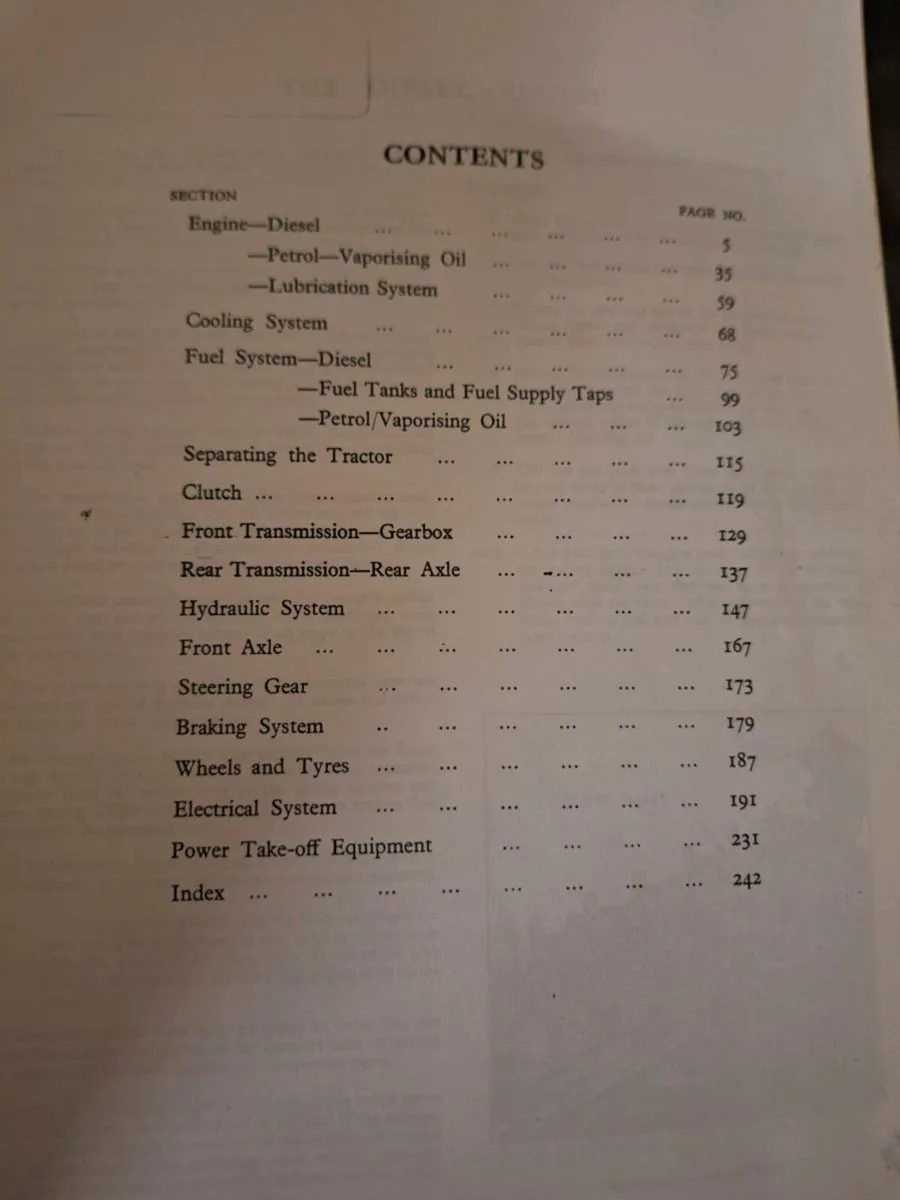 CONTENTS
SECTION PAGE NO.
Engine—Diesel ... ... ... ... ... ... 5
—Petrol—Vaporising Oil ... ... ... ... 35
—Lubrication System ... ... ... ... 59
Cooling System ... ... ... ... ... ... 68
Fuel System—Diesel ... ... ... ... ... 75
—Fuel Tanks and Fuel Supply Taps ... 99
—Petrol/Vaporising Oil ... ... ... 103
Separating the Tractor ... ... ... ... ... 115
Clutch ... ... ... ... ... ... ... ... 119
Front Transmission—Gearbox ... ... ... ... 129
Rear Transmission—Rear Axle ... ... ... ... 137
Hydraulic System ... ... ... ... ... ... 147
Front Axle ... ... ... ... ... ... ... 167
Steering Gear ... ... ... ... ... ... 173
Braking System .. ... ... ... ... ... 179
Wheels and Tyres ... ... ... ... ... ... 187
Electrical System ... ... ... ... ... ... 191
Power Take-off Equipment ... ... ... ... 231
Index ... ... ... ... ... ... ... ... 242